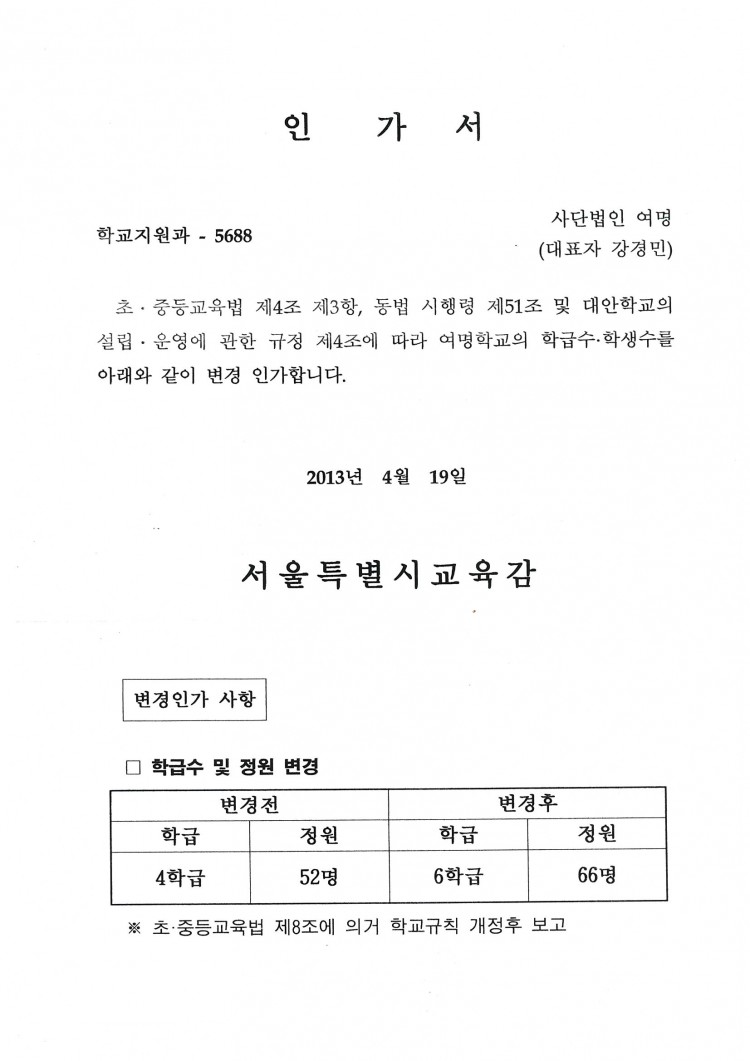 인 가 서
학교지원과 - 5688
사단법인 여명
(대표자 강경민)
초·중등교육법 제4조 제3항, 동법 시행령 제51조 및 대안학교의
설립·운영에 관한 규정 제4조에 따라 여명학교의 학급수·학생수를
아래와 같이 변경 인가합니다.
2013년 4월 19일
서울특별시교육감
변경인가 사항
□ 학급수 및 정원 변경
변경전 변경후
학급 정원 학급 정원
4학급 52명 6학급 66명
※ 초·중등교육법 제8조에 의거 학교규칙 개정후 보고